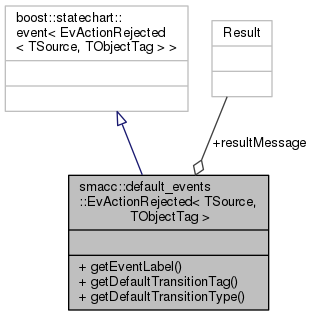 boost::statechart::
event< EvActionRejected
< TSource, TObjectTag > >
Result
+resultMessage
smacc::default_events
::EvActionRejected< TSource,
TObjectTag >
+ getEventLabel()
+ getDefaultTransitionTag()
+ getDefaultTransitionType()